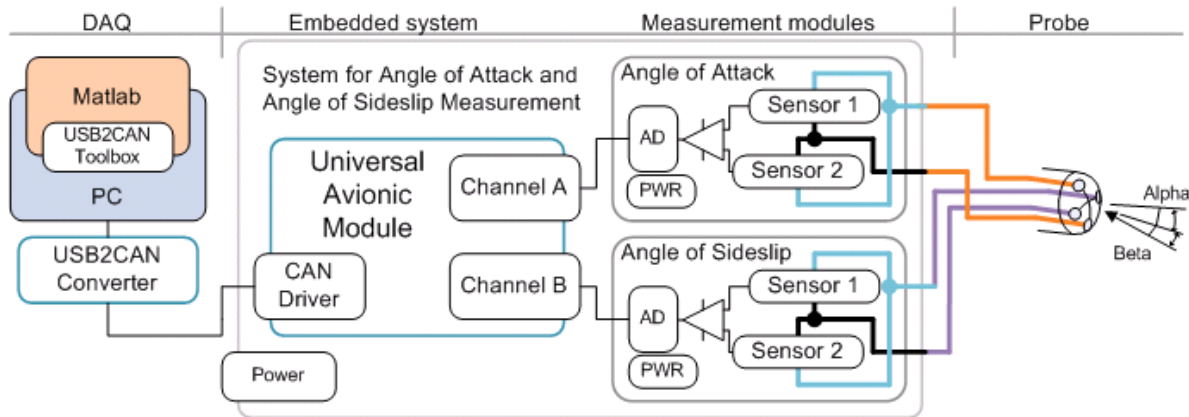 DAQ
Embedded system
Measurement modules
Probe
System for Angle of Attack and
Angle of Sideslip Measurement
Matlab
USB2CAN
Toolbox
PC
USB2CAN
Converter
Universal
Avionic
Module
Channel A
Channel B
CAN
Driver
Power
Angle of Attack
Sensor 1
AD
Sensor 2
PWR
Angle of Sideslip
Sensor 1
AD
Sensor 2
PWR
Alpha
Beta